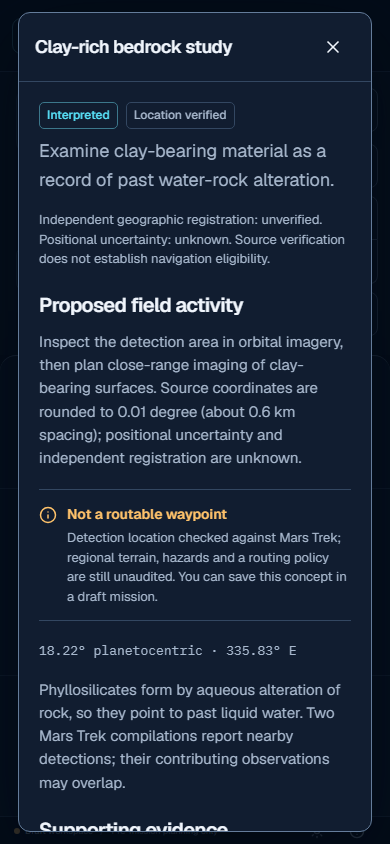 Clay-rich bedrock study
Interpreted
Location verified
Examine clay-bearing material as a
record of past water-rock alteration.
Independent geographic registration: unverified.
Positional uncertainty: unknown. Source verification
does not establish navigation eligibility.
Proposed field activity
Inspect the detection area in orbital imagery,
then plan close-range imaging of clay-
bearing surfaces. Source coordinates are
rounded to 0.01 degree (about 0.6 km
spacing); positional uncertainty and
independent registration are unknown.
Not a routable waypoint
Detection location checked against Mars Trek;
regional terrain, hazards and a routing policy
are still unaudited. You can save this concept in
a draft mission.
18.22° planetocentric · 335.83° E
Phyllosilicates form by aqueous alteration of
rock, so they point to past liquid water. Two
Mars Trek compilations report nearby
detections; their contributing observations
may overlap.
Supporting evidence